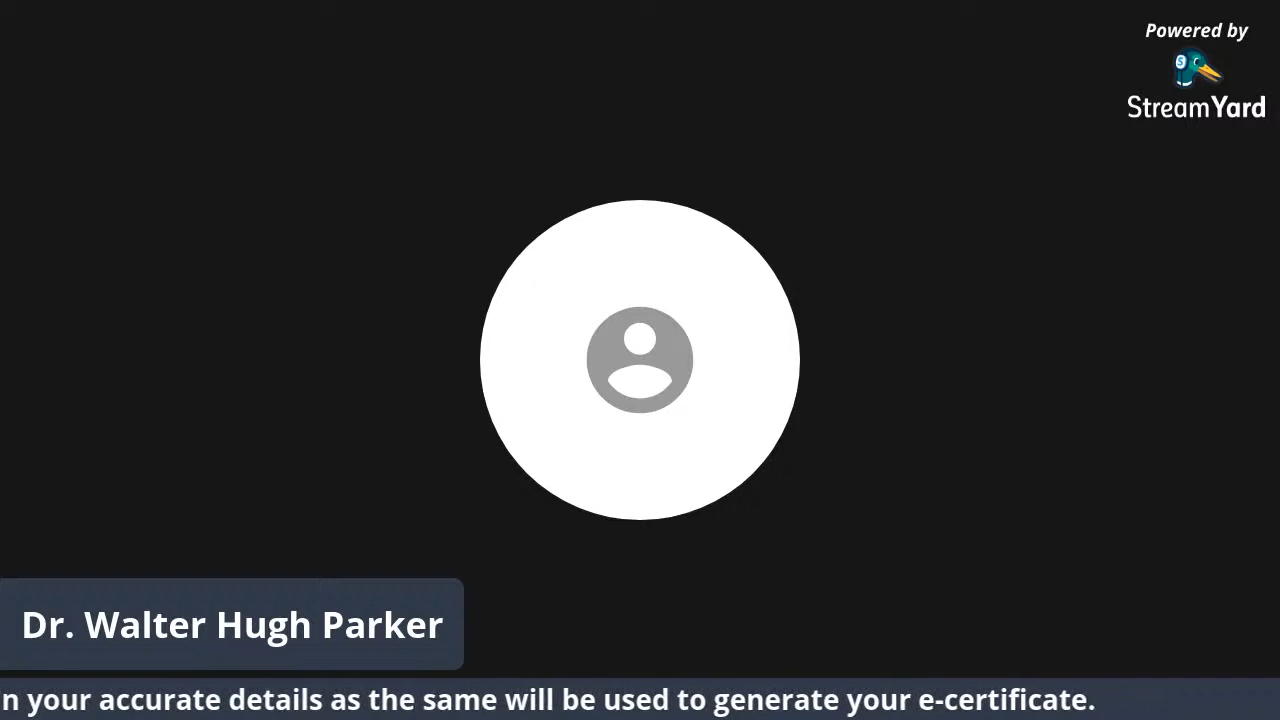 Powered by
StreamYard
Dr. Walter Hugh Parker
n your accurate details as the same will be used to generate your e-certificate.